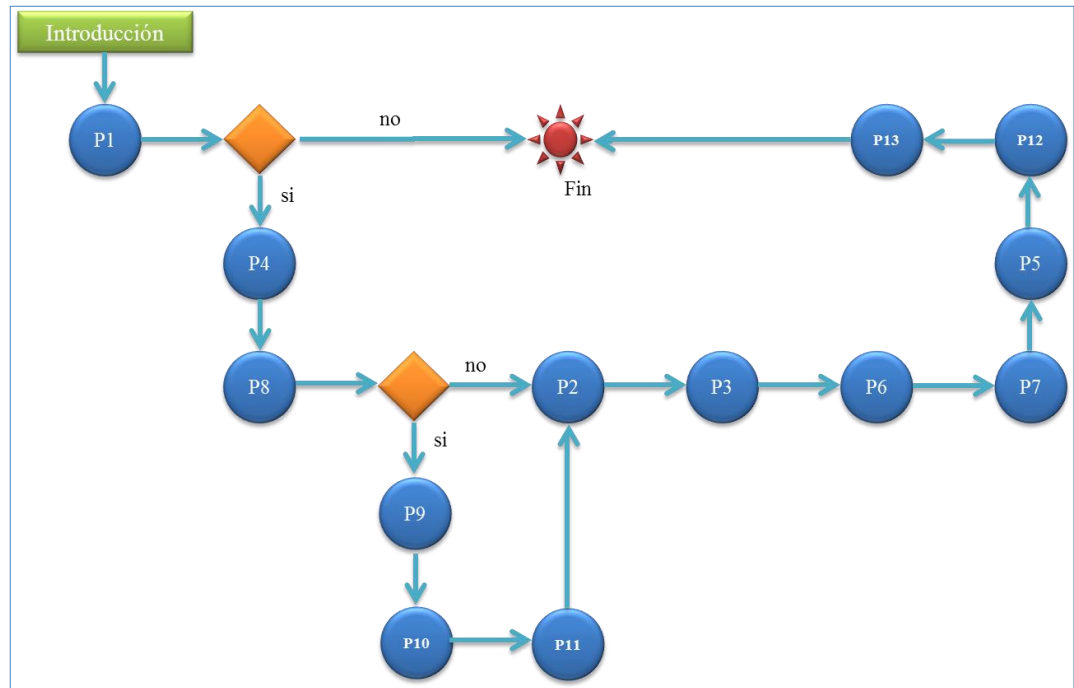 Introducción
P1
no
Fin
P13
P12
si
P4
P5
P8
no
P2
P3
P6
P7
si
P9
P10
P11